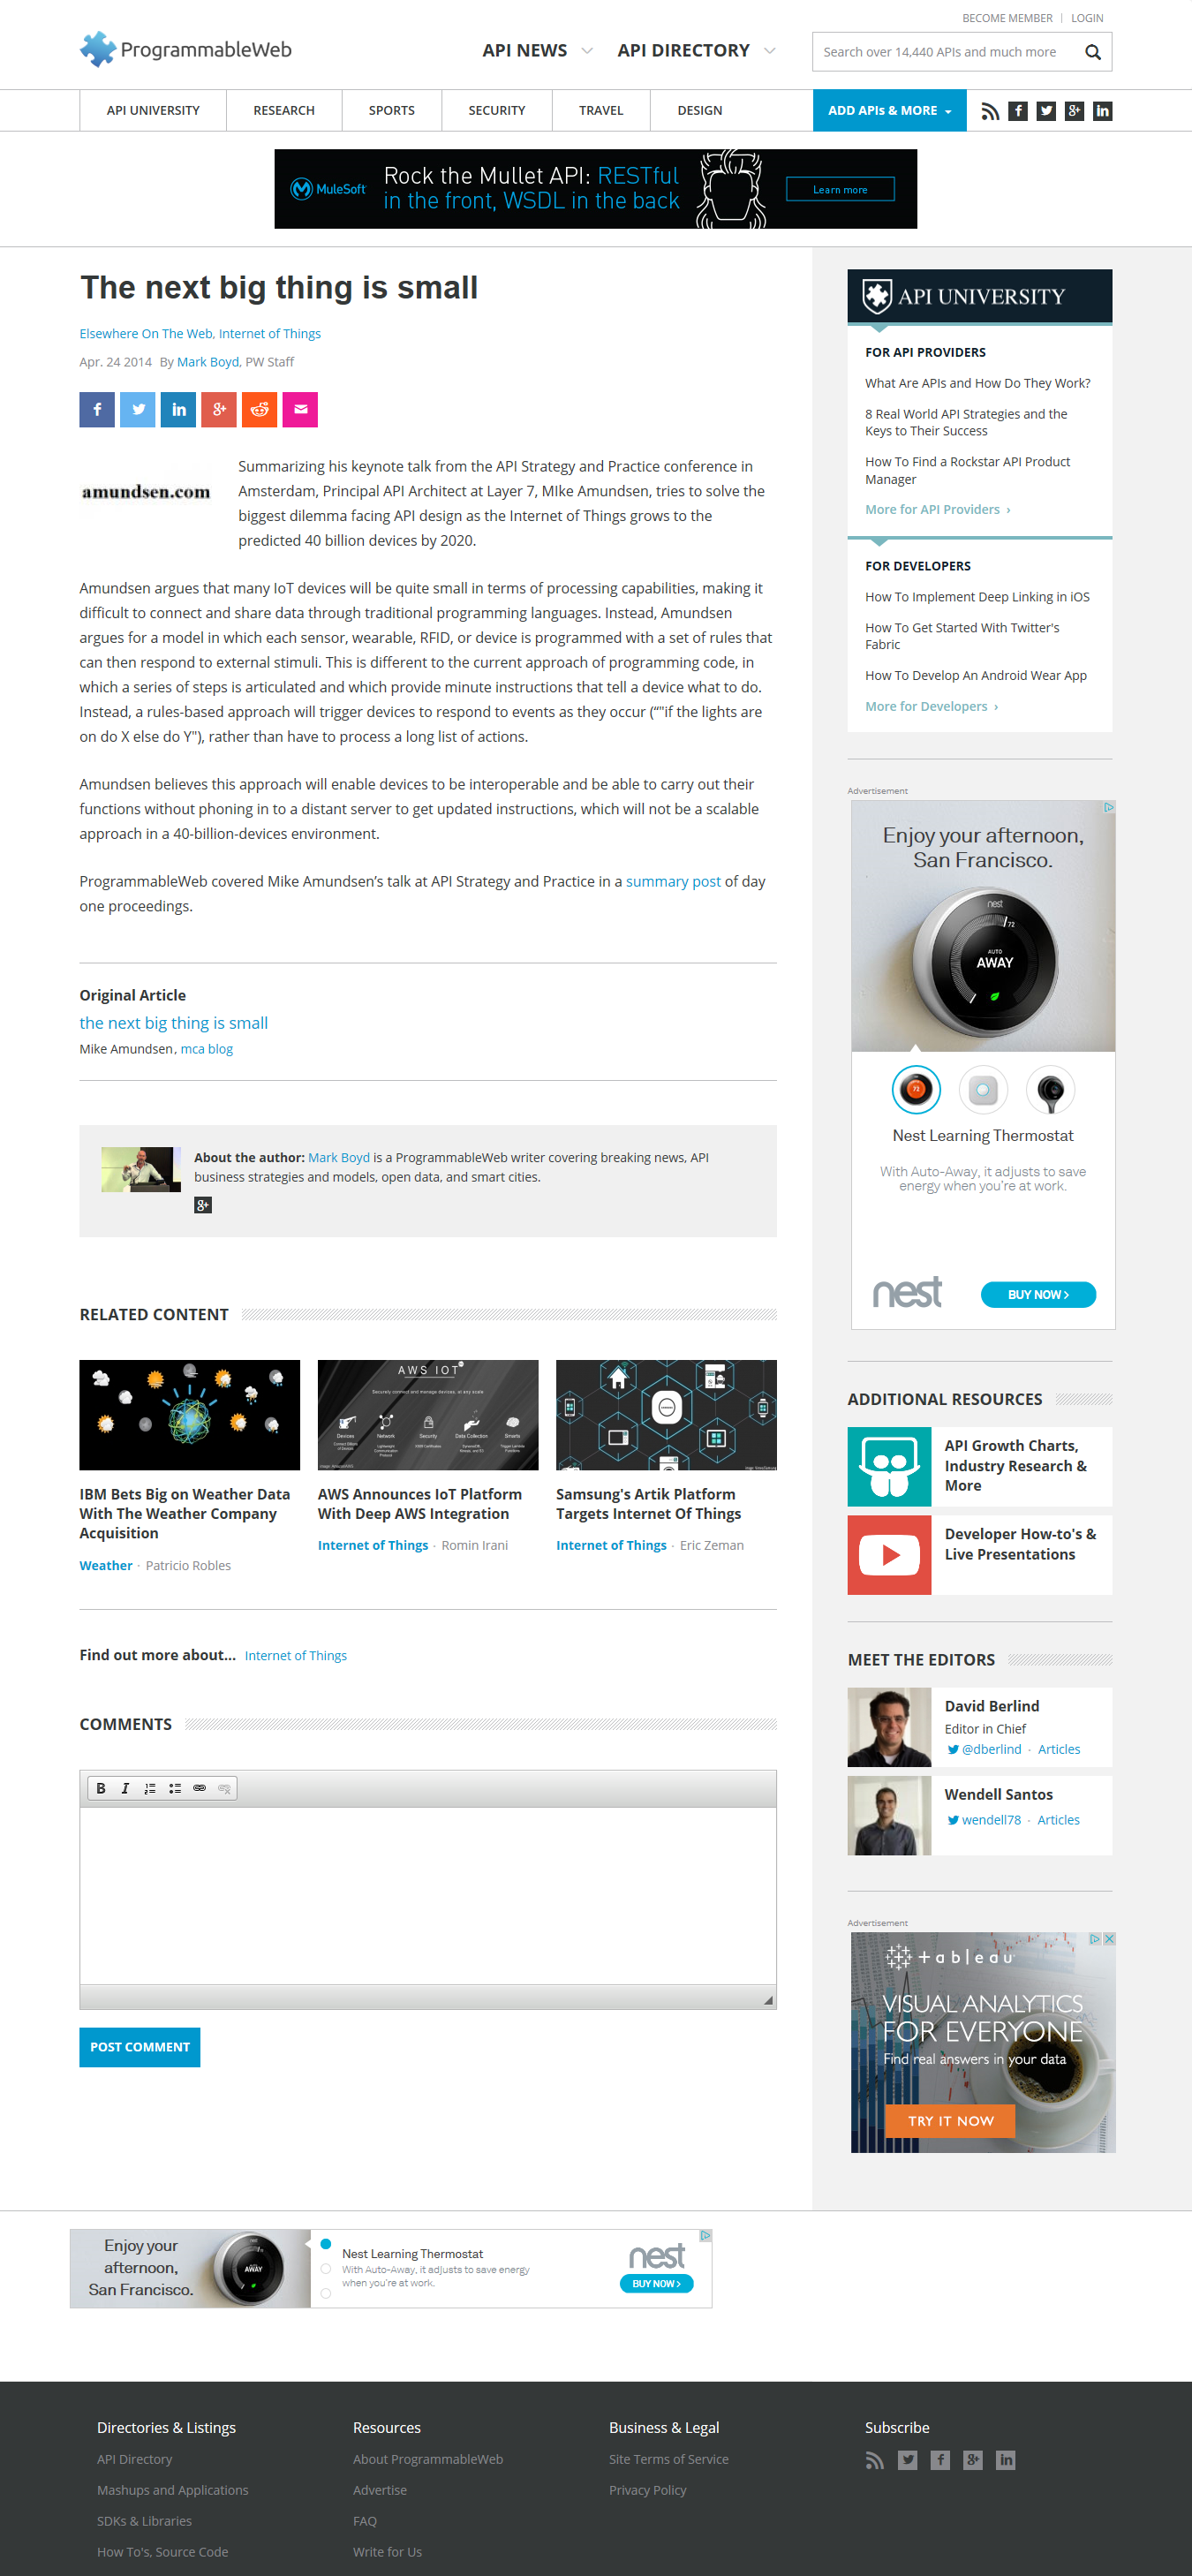 BECOME MEMBER | LOGIN
ProgrammableWeb
API NEWS
API DIRECTORY
Search over 14,440 APIs and much more
API UNIVERSITY
RESEARCH
SPORTS
SECURITY
TRAVEL
DESIGN
ADD APIs & MORE
MuleSoft
Rock the Mullet API: RESTful
in the front, WSDL in the back
Learn more
The next big thing is small
Elsewhere On The Web, Internet of Things
Apr. 24 2014 By Mark Boyd, PW Staff
amundsen.com
Summarizing his keynote talk from the API Strategy and Practice conference in
Amsterdam, Principal API Architect at Layer 7, MIke Amundsen, tries to solve the
biggest dilemma facing API design as the Internet of Things grows to the
predicted 40 billion devices by 2020.
Amundsen argues that many IoT devices will be quite small in terms of processing capabilities, making it
difficult to connect and share data through traditional programming languages. Instead, Amundsen
argues for a model in which each sensor, wearable, RFID, or device is programmed with a set of rules that
can then respond to external stimuli. This is different to the current approach of programming code, in
which a series of steps is articulated and which provide minute instructions that tell a device what to do.
Instead, a rules-based approach will trigger devices to respond to events as they occur (“"if the lights are
on do X else do Y"), rather than have to process a long list of actions.
Amundsen believes this approach will enable devices to be interoperable and be able to carry out their
functions without phoning in to a distant server to get updated instructions, which will not be a scalable
approach in a 40-billion-devices environment.
ProgrammableWeb covered Mike Amundsen’s talk at API Strategy and Practice in a summary post of day
one proceedings.
Original Article
the next big thing is small
Mike Amundsen, mca blog
About the author: Mark Boyd is a ProgrammableWeb writer covering breaking news, API
business strategies and models, open data, and smart cities.
RELATED CONTENT
AWS IOT
Securely connect and manage devices, at any scale
Devices
Network
Security
Data Collection
Smarts
IBM Bets Big on Weather Data
With The Weather Company
Acquisition
Weather · Patricio Robles
AWS Announces IoT Platform
With Deep AWS Integration
Internet of Things · Romin Irani
Samsung's Artik Platform
Targets Internet Of Things
Internet of Things · Eric Zeman
Find out more about... Internet of Things
COMMENTS
B I
POST COMMENT
API UNIVERSITY
FOR API PROVIDERS
What Are APIs and How Do They Work?
8 Real World API Strategies and the
Keys to Their Success
How To Find a Rockstar API Product
Manager
More for API Providers ›
FOR DEVELOPERS
How To Implement Deep Linking in iOS
How To Get Started With Twitter's
Fabric
How To Develop An Android Wear App
More for Developers ›
Advertisement
Enjoy your afternoon,
San Francisco.
nest
72
AUTO
AWAY
Nest Learning Thermostat
With Auto-Away, it adjusts to save
energy when you're at work.
nest
BUY NOW >
ADDITIONAL RESOURCES
API Growth Charts,
Industry Research &
More
Developer How-to's &
Live Presentations
MEET THE EDITORS
David Berlind
Editor in Chief
@dberlind · Articles
Wendell Santos
wendell78 · Articles
Advertisement
+ableau
VISUAL ANALYTICS
FOR EVERYONE
Find real answers in your data
TRY IT NOW
Enjoy your
afternoon,
San Francisco.
AWAY
Nest Learning Thermostat
With Auto-Away, it adjusts to save energy
when you're at work.
nest
BUY NOW >
Directories & Listings
API Directory
Mashups and Applications
SDKs & Libraries
How To's, Source Code
Resources
About ProgrammableWeb
Advertise
FAQ
Write for Us
Business & Legal
Site Terms of Service
Privacy Policy
Subscribe